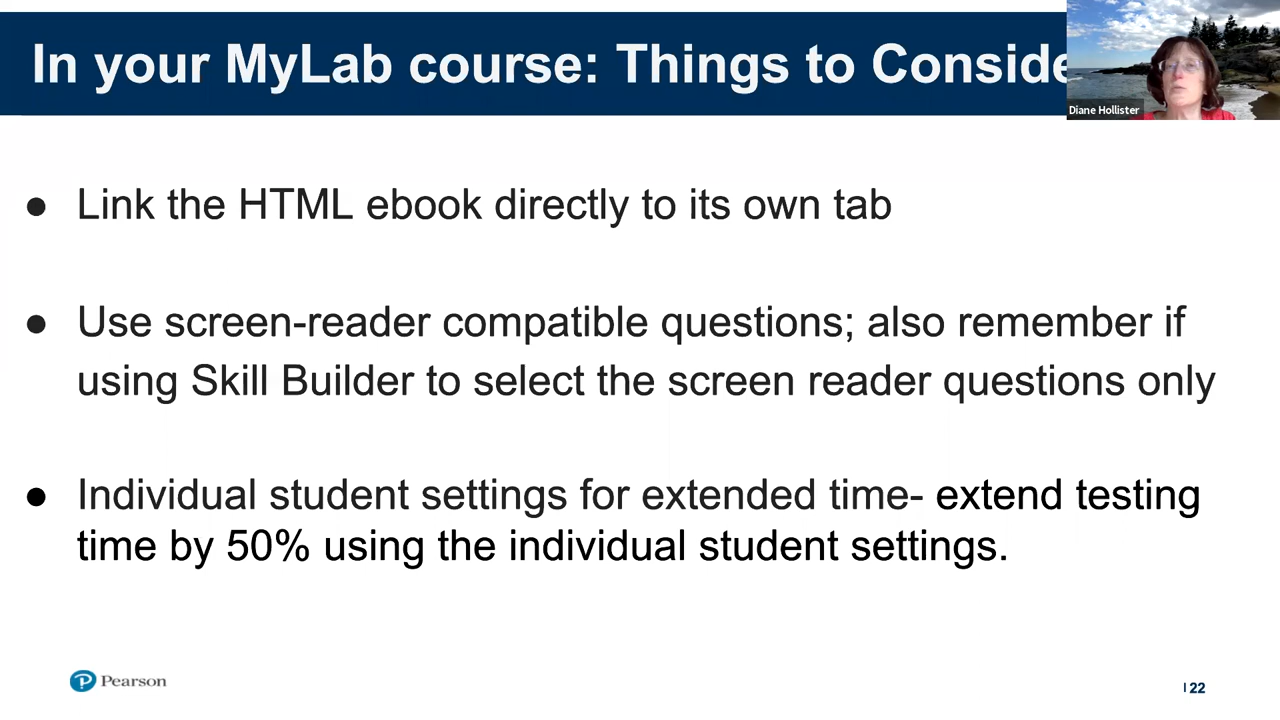 In your MyLab course: Things to Conside
Diane Hollister
● Link the HTML ebook directly to its own tab
● Use screen-reader compatible questions; also remember if
using Skill Builder to select the screen reader questions only
● Individual student settings for extended time- extend testing
time by 50% using the individual student settings.
P Pearson
| 22